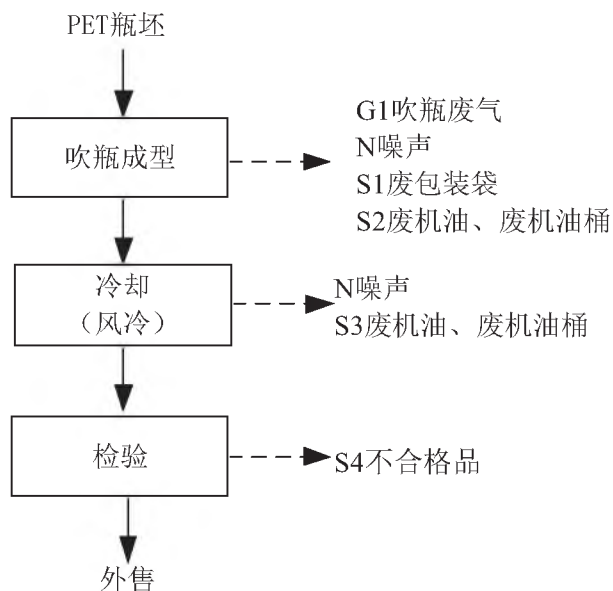 PET瓶坯
吹瓶成型
G1吹瓶废气
N噪声
S1废包装袋
S2废机油、废机油桶
冷却
（风冷）
N噪声
S3废机油、废机油桶
检验
S4不合格品
外售